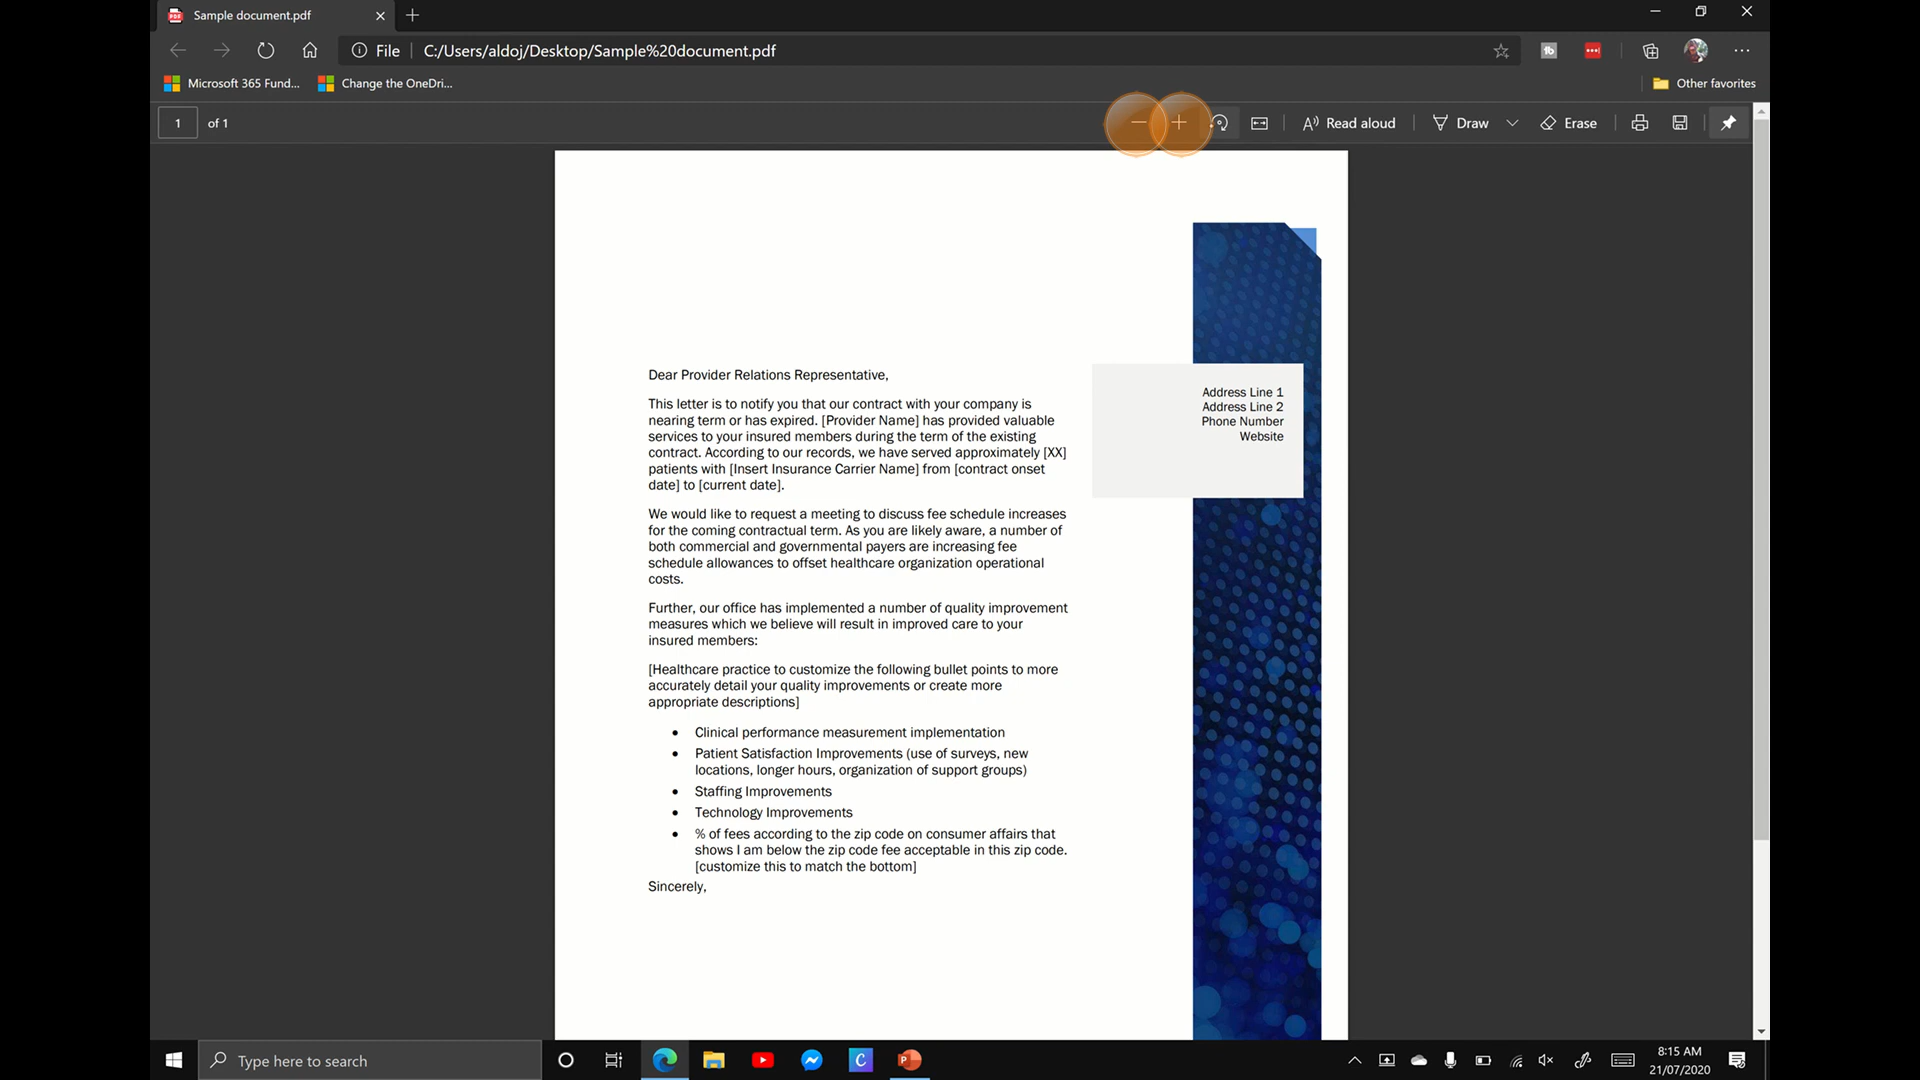 Sample document.pdf
File
C:/Users/aldoj/Desktop/Sample%20document.pdf
Microsoft 365 Fund...
Change the OneDri...
Other favorites
1 of 1
Read aloud
Draw
Erase
Dear Provider Relations Representative,
This letter is to notify you that our contract with your company is
nearing term or has expired. [Provider Name] has provided valuable
services to your insured members during the term of the existing
contract. According to our records, we have served approximately [XX]
patients with [Insert Insurance Carrier Name] from [contract onset
date] to [current date].
We would like to request a meeting to discuss fee schedule increases
for the coming contractual term. As you are likely aware, a number of
both commercial and governmental payers are increasing fee
schedule allowances to offset healthcare organization operational
costs.
Further, our office has implemented a number of quality improvement
measures which we believe will result in improved care to your
insured members:
[Healthcare practice to customize the following bullet points to more
accurately detail your quality improvements or create more
appropriate descriptions]
• Clinical performance measurement implementation
• Patient Satisfaction Improvements (use of surveys, new
locations, longer hours, organization of support groups)
• Staffing Improvements
• Technology Improvements
• % of fees according to the zip code on consumer affairs that
shows I am below the zip code fee acceptable in this zip code.
[customize this to match the bottom]
Sincerely,
Address Line 1
Address Line 2
Phone Number
Website
Type here to search
8:15 AM
21/07/2020